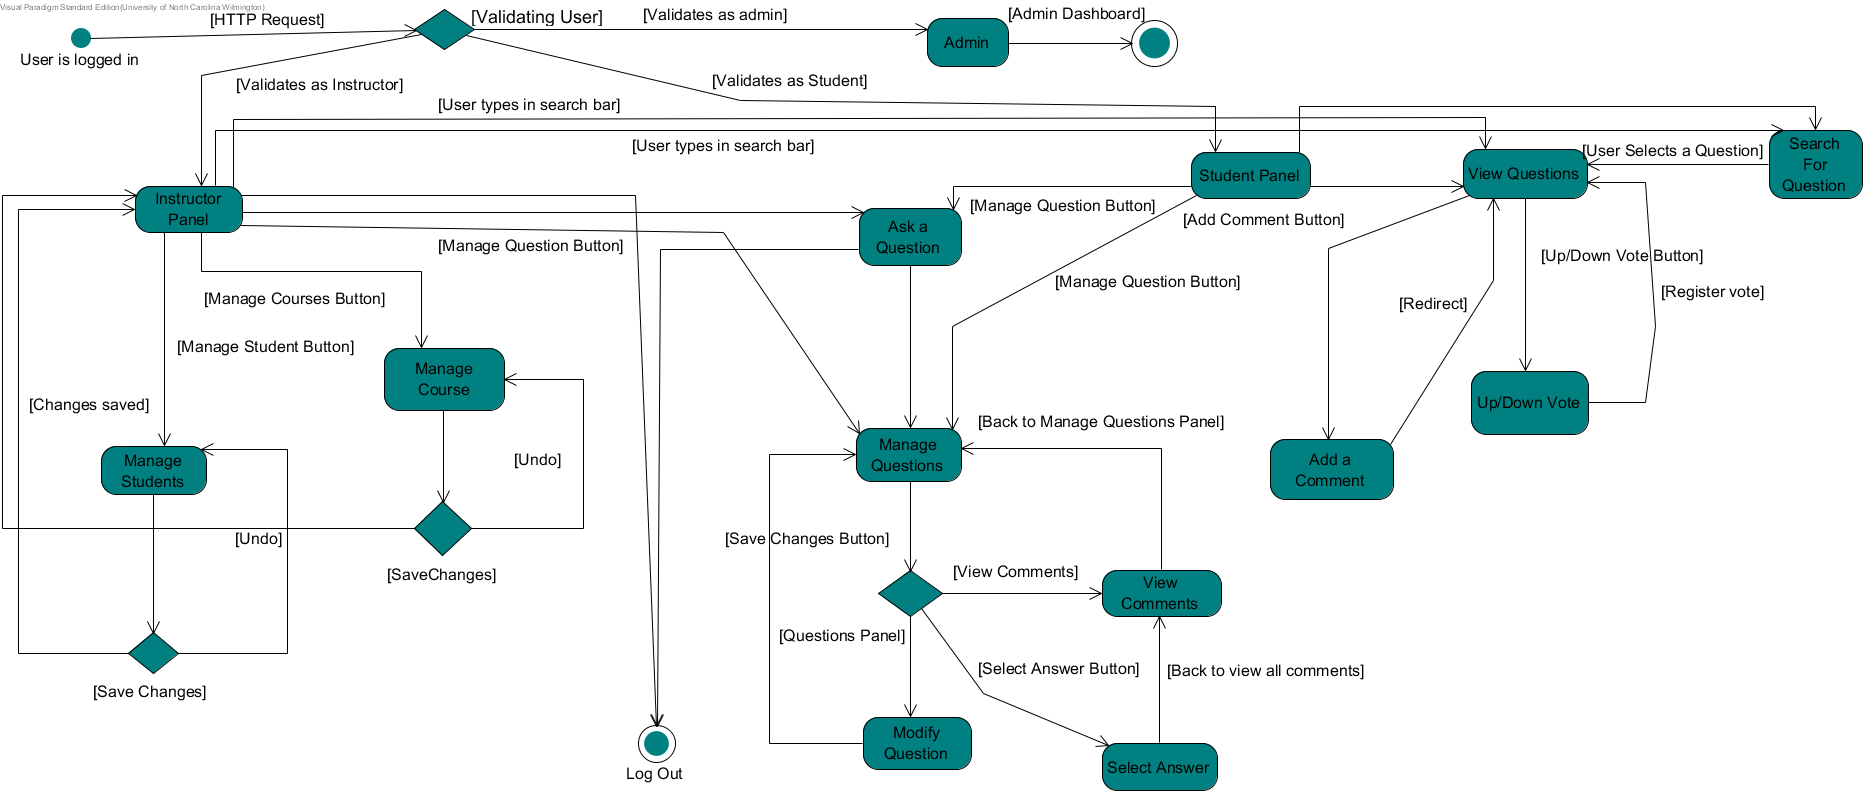 Visual Paradigm Standard Edition(University of North Carolina Wilmington)
[HTTP Request]
[Validating User]
[Validates as admin]
[Admin Dashboard]
User is logged in
Admin
[Validates as Instructor]
[Validates as Student]
[User types in search bar]
[User types in search bar]
Search
For
Question
[User Selects a Question]
Student Panel
View Questions
Instructor
Panel
[Manage Question Button]
[Add Comment Button]
Ask a
Question
[Manage Question Button]
[Up/Down Vote Button]
[Manage Question Button]
[Register vote]
[Manage Courses Button]
[Redirect]
[Manage Student Button]
Manage
Course
[Changes saved]
Up/Down Vote
[Back to Manage Questions Panel]
Manage
Students
[Undo]
Manage
Questions
Add a
Comment
[Undo]
[Save Changes Button]
[SaveChanges]
[View Comments]
View
Comments
[Questions Panel]
[Select Answer Button]
[Back to view all comments]
[Save Changes]
Modify
Question
Log Out
Select Answer